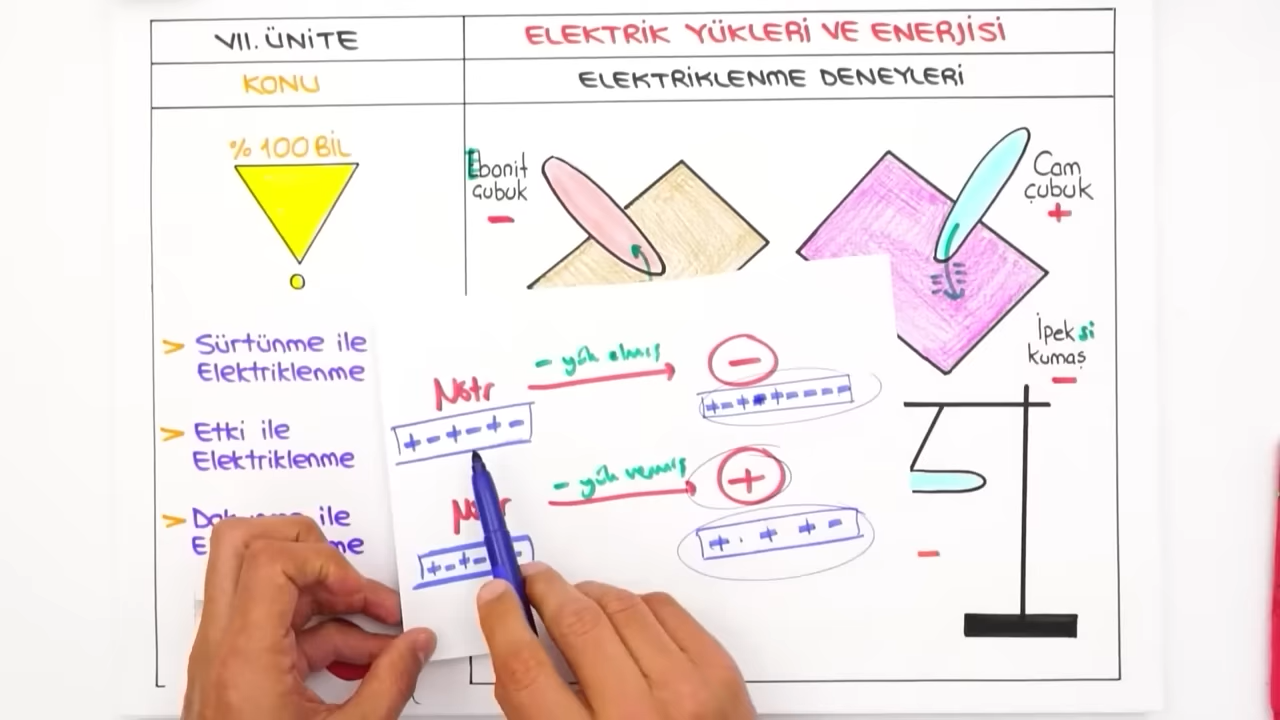 VII. ÜNİTE
ELEKTRİK YÜKLERİ VE ENERJİSİ
KONU
ELEKTRİKLENME DENEYLERİ
% 100 BİL
Ebonit
çubuk
−
Cam
çubuk
+
İpeksi
kumaş
−
> Sürtünme ile
Elektriklenme
> Etki ile
Elektriklenme
> ile
Nötr
- yük almış
−
+ - + - + -
+ - + - + - - - -
- yük vermiş
+
+ - + -
+ · + + -
−